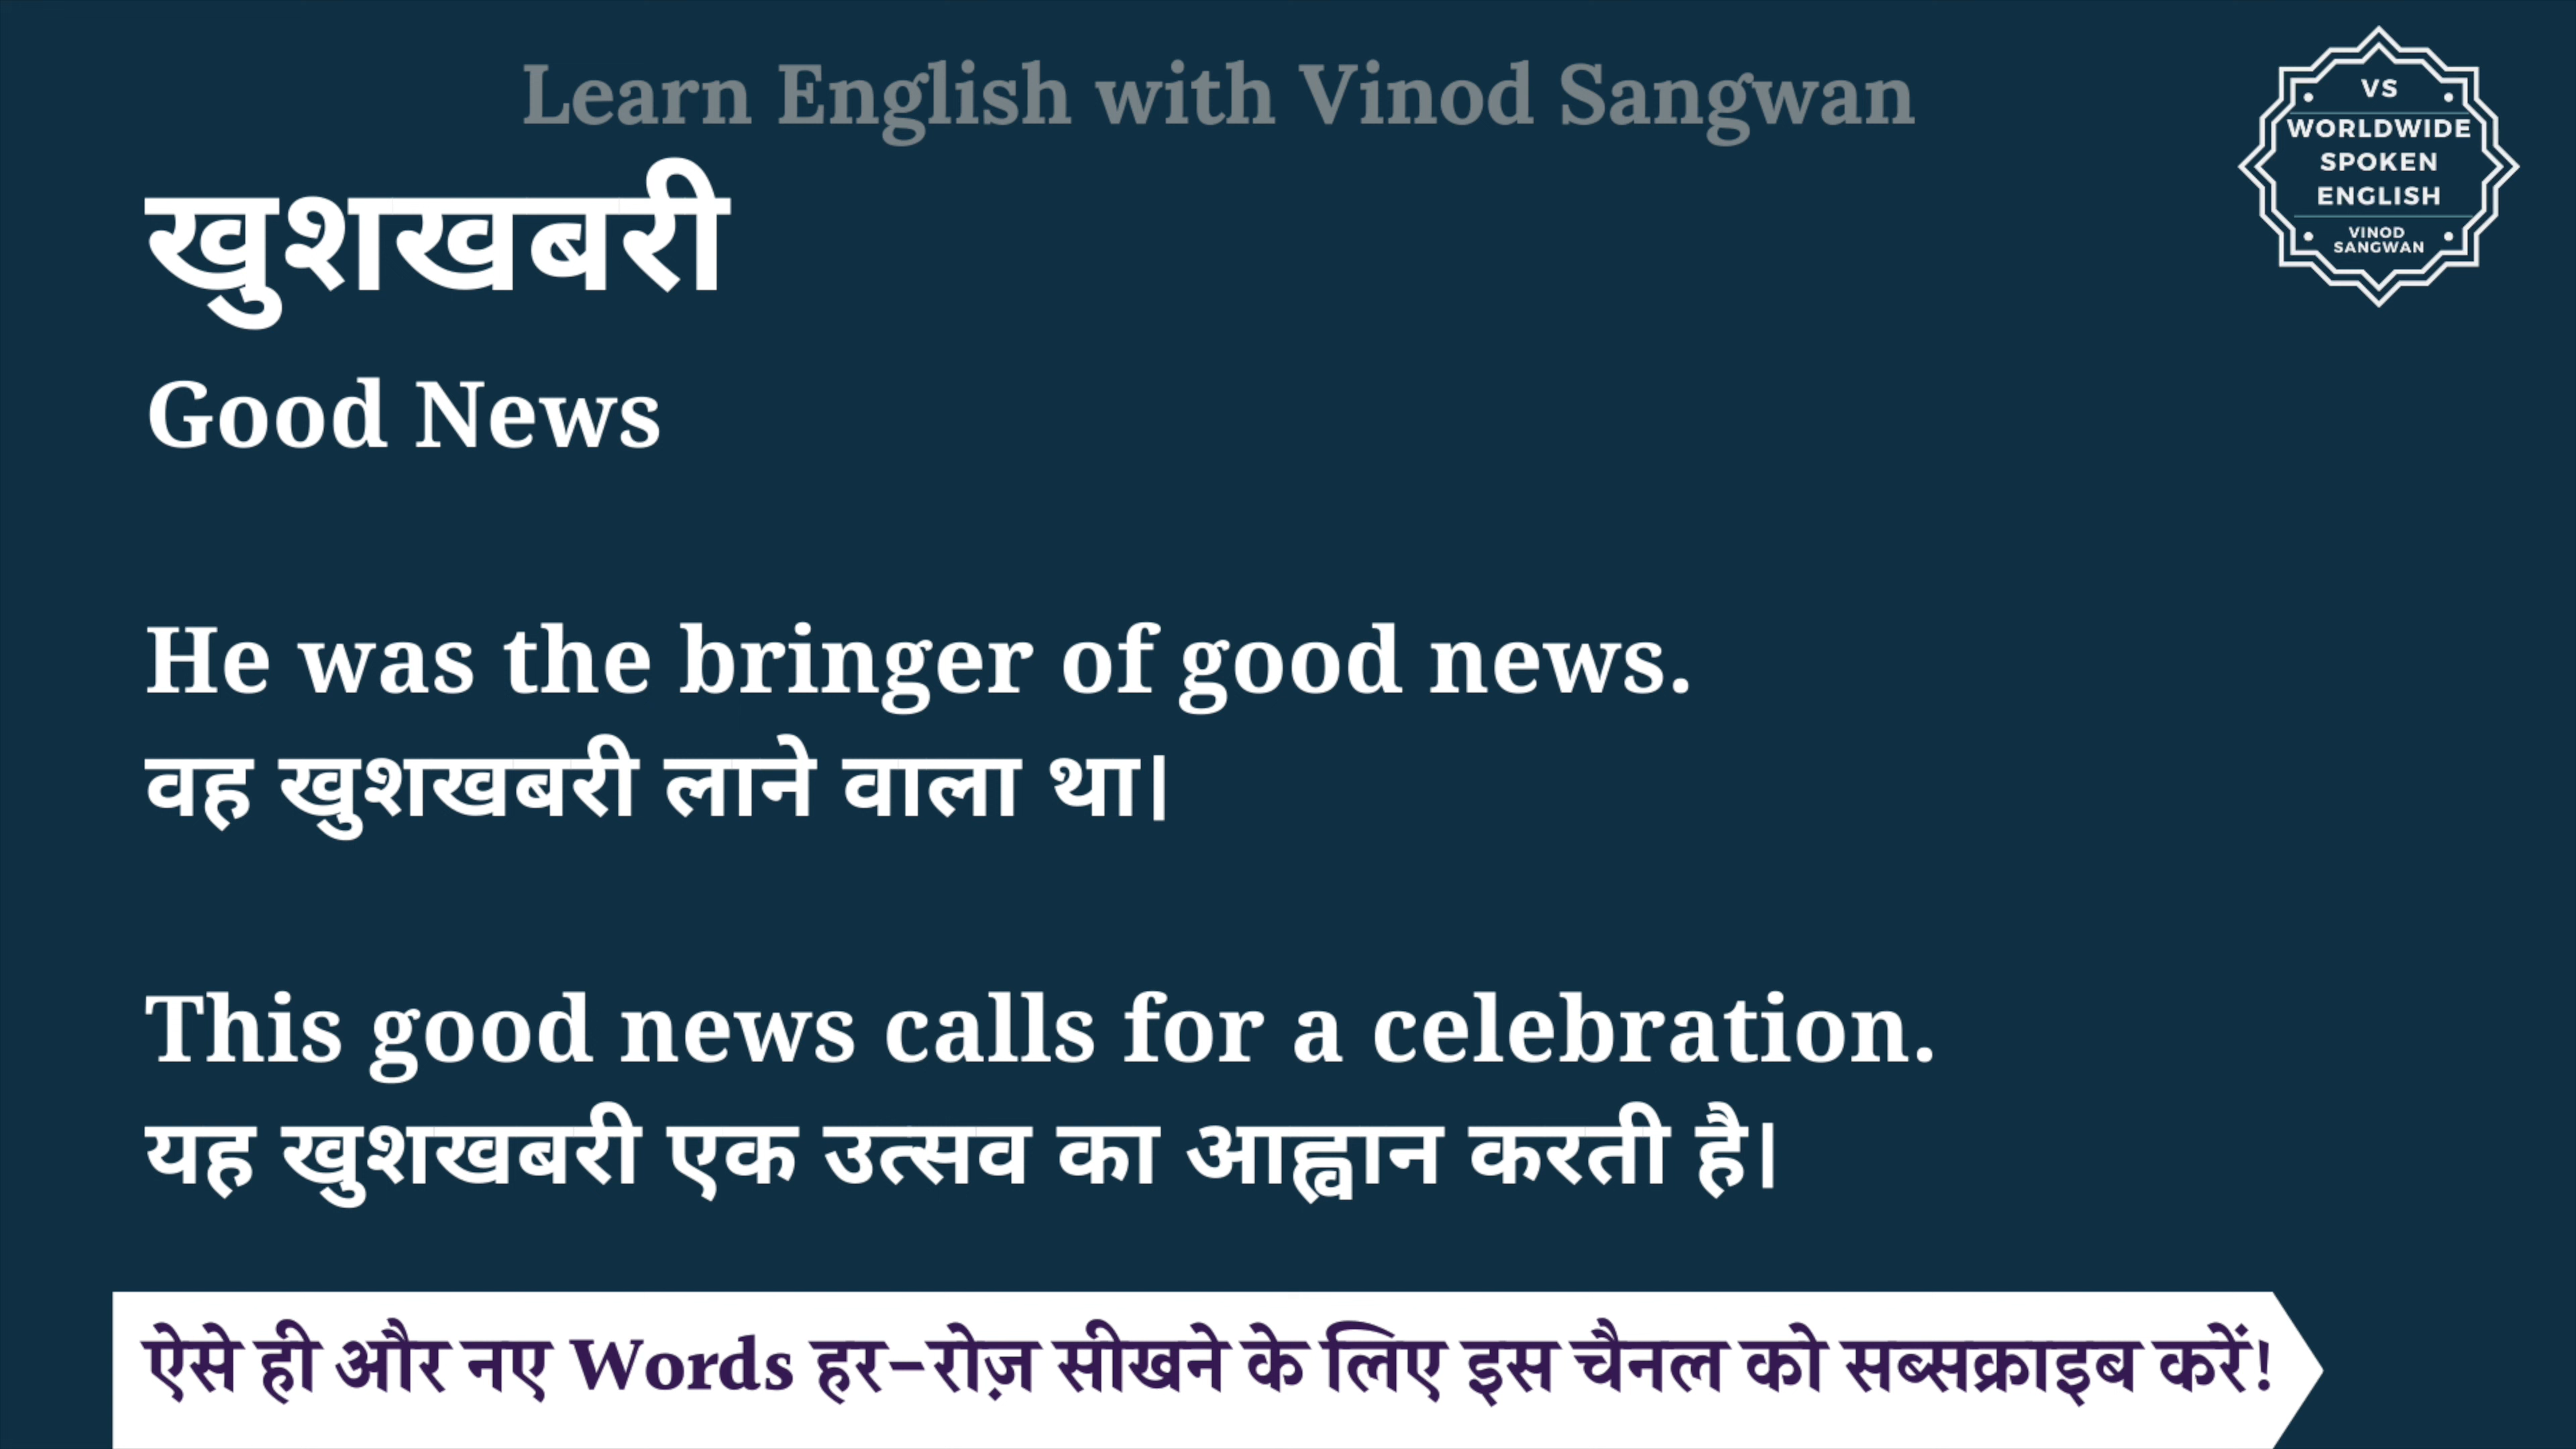 Learn English with Vinod Sangwan
VS
WORLDWIDE
SPOKEN
ENGLISH
VINOD
SANGWAN
खुशखबरी
Good News
He was the bringer of good news.
वह खुशखबरी लाने वाला था।
This good news calls for a celebration.
यह खुशखबरी एक उत्सव का आह्वान करती है।
ऐसे ही और नए Words हर-रोज़ सीखने के लिए इस चैनल को सब्सक्राइब करें!